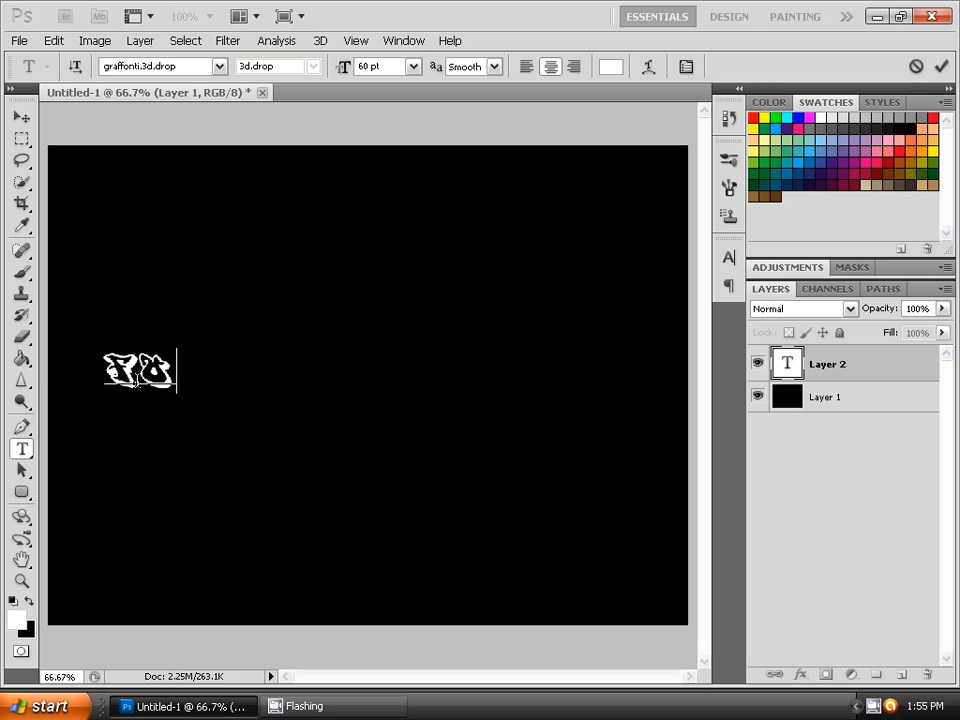 Ps Br Mb 100% ESSENTIALS DESIGN PAINTING
File Edit Image Layer Select Filter Analysis 3D View Window Help
T graffonti.3d.drop 3d.drop 60 pt Smooth
Untitled-1 @ 66.7% (Layer 1, RGB/8) *
COLOR SWATCHES STYLES
ADJUSTMENTS MASKS
LAYERS CHANNELS PATHS
Normal Opacity: 100%
Lock: Fill: 100%
T Layer 2
Layer 1
66.67% Doc: 2.25M/263.1K
start Untitled-1 @ 66.7% (... Flashing 1:55 PM